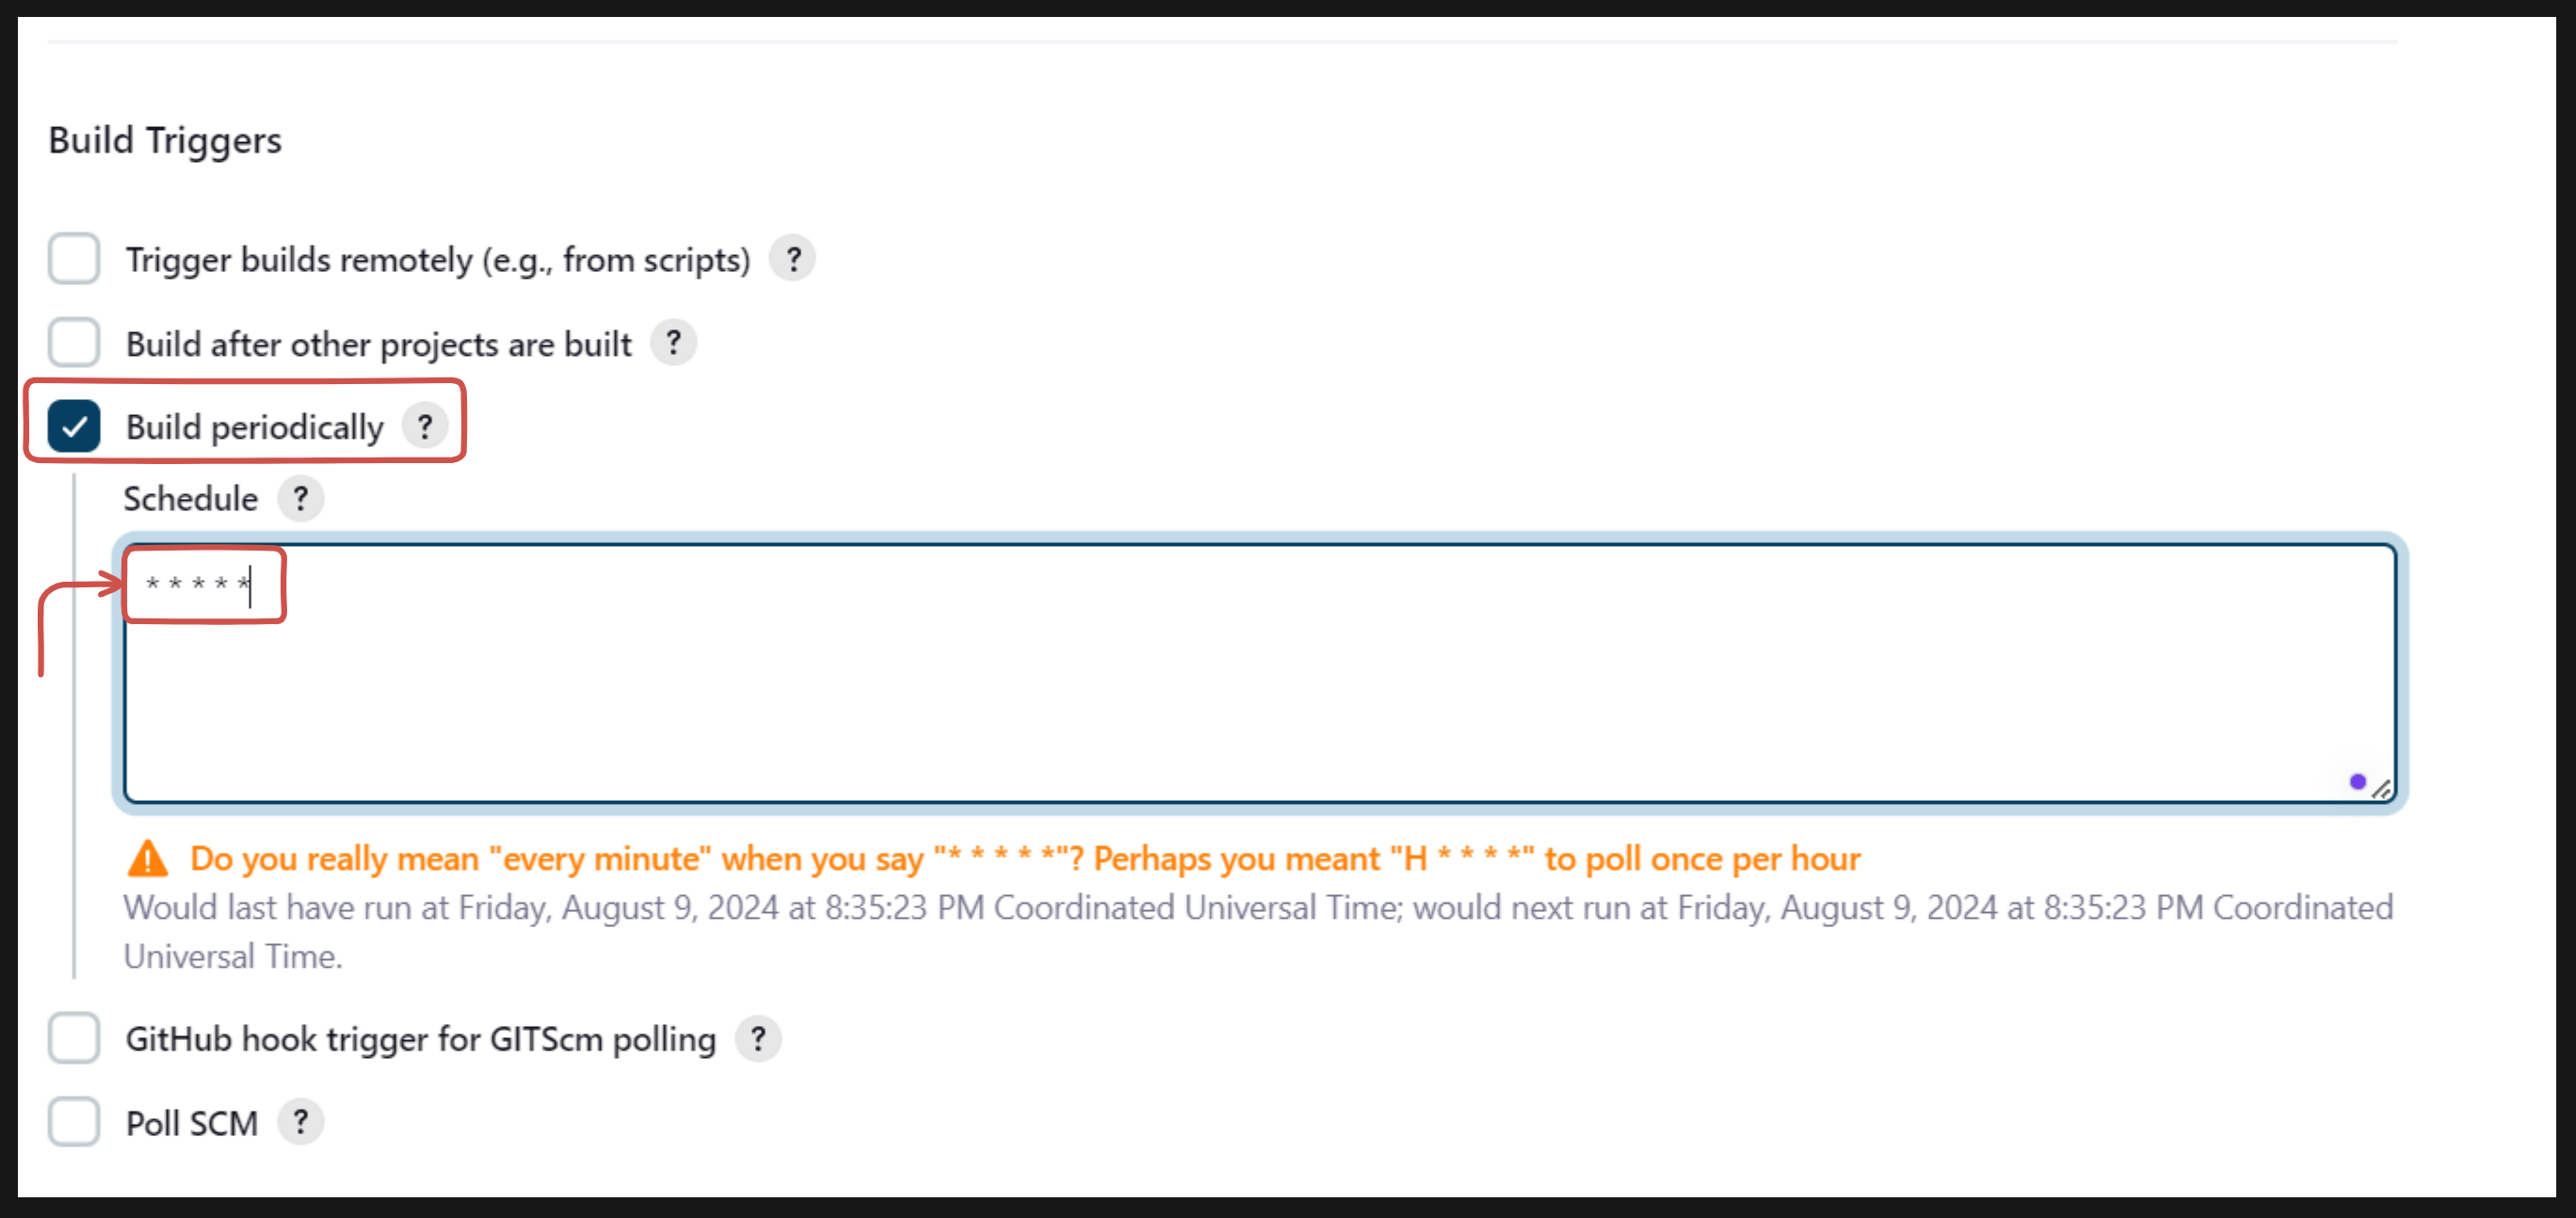 Build Triggers
Trigger builds remotely (e.g., from scripts) ?
Build after other projects are built ?
Build periodically ?
Schedule ?
* * * * *
Do you really mean "every minute" when you say "* * * * *"? Perhaps you meant "H * * * *" to poll once per hour
Would last have run at Friday, August 9, 2024 at 8:35:23 PM Coordinated Universal Time; would next run at Friday, August 9, 2024 at 8:35:23 PM Coordinated
Universal Time.
GitHub hook trigger for GITScm polling ?
Poll SCM ?